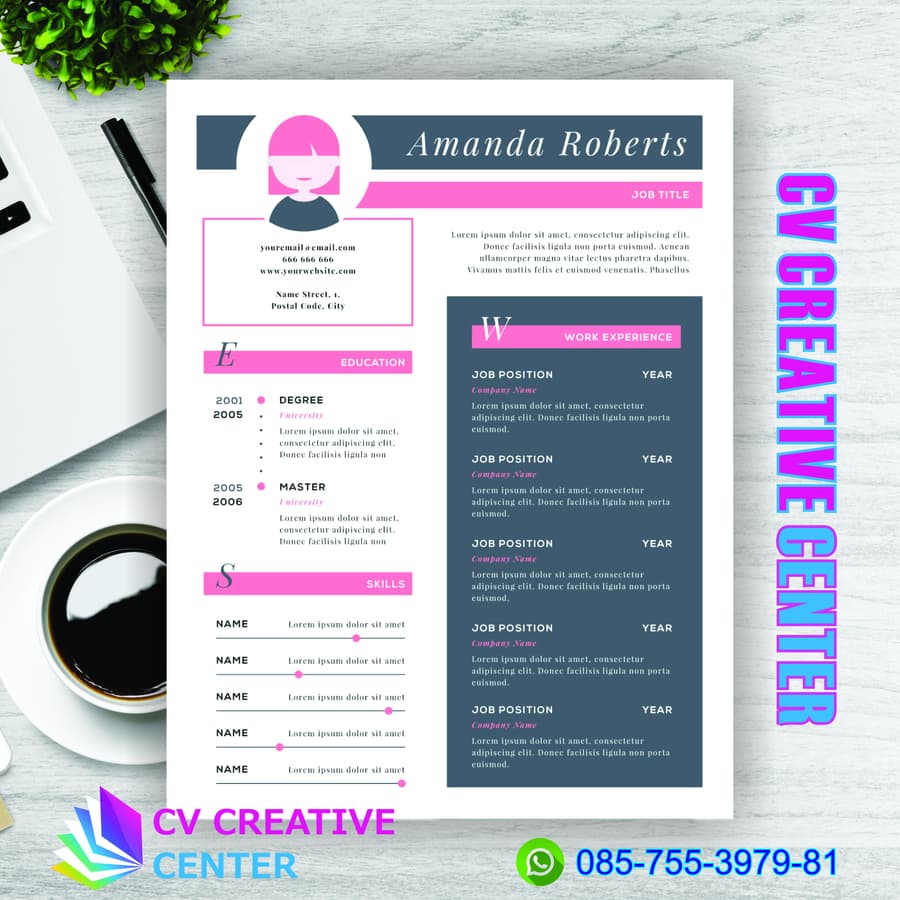 Amanda Roberts
JOB TITLE
youremail@email.com
666 666 666
www.yourwebsite.com
Name Street, 1,
Postal Code, City
Lorem ipsum dolor sit amet, consectetur adipiscing elit.
Donec facilisis ligula non porta euismod. Aenean
ullamcorper magna vitae lectus pharetra dapibus.
Vivamus mattis felis et euismod venenatis. Phasellus
E
EDUCATION
2001
2005
DEGREE
University
Lorem ipsum dolor sit amet,
consectetur adipiscing elit.
Donec facilisis ligula non
2005
2006
MASTER
University
Lorem ipsum dolor sit amet,
consectetur adipiscing elit.
Donec facilisis ligula non
S
SKILLS
NAME Lorem ipsum dolor sit amet
NAME Lorem ipsum dolor sit amet
NAME Lorem ipsum dolor sit amet
NAME Lorem ipsum dolor sit amet
NAME Lorem ipsum dolor sit amet
W
WORK EXPERIENCE
JOB POSITION YEAR
Company Name
Lorem ipsum dolor sit amet, consectetur
adipiscing elit. Donec facilisis ligula non porta
euismod.
JOB POSITION YEAR
Company Name
Lorem ipsum dolor sit amet, consectetur
adipiscing elit. Donec facilisis ligula non porta
euismod.
JOB POSITION YEAR
Company Name
Lorem ipsum dolor sit amet, consectetur
adipiscing elit. Donec facilisis ligula non porta
euismod.
JOB POSITION YEAR
Company Name
Lorem ipsum dolor sit amet, consectetur
adipiscing elit. Donec facilisis ligula non porta
euismod.
JOB POSITION YEAR
Company Name
Lorem ipsum dolor sit amet, consectetur
adipiscing elit. Donec facilisis ligula non porta
euismod.
CV CREATIVE CENTER
CV CREATIVE
CENTER
085-755-3979-81